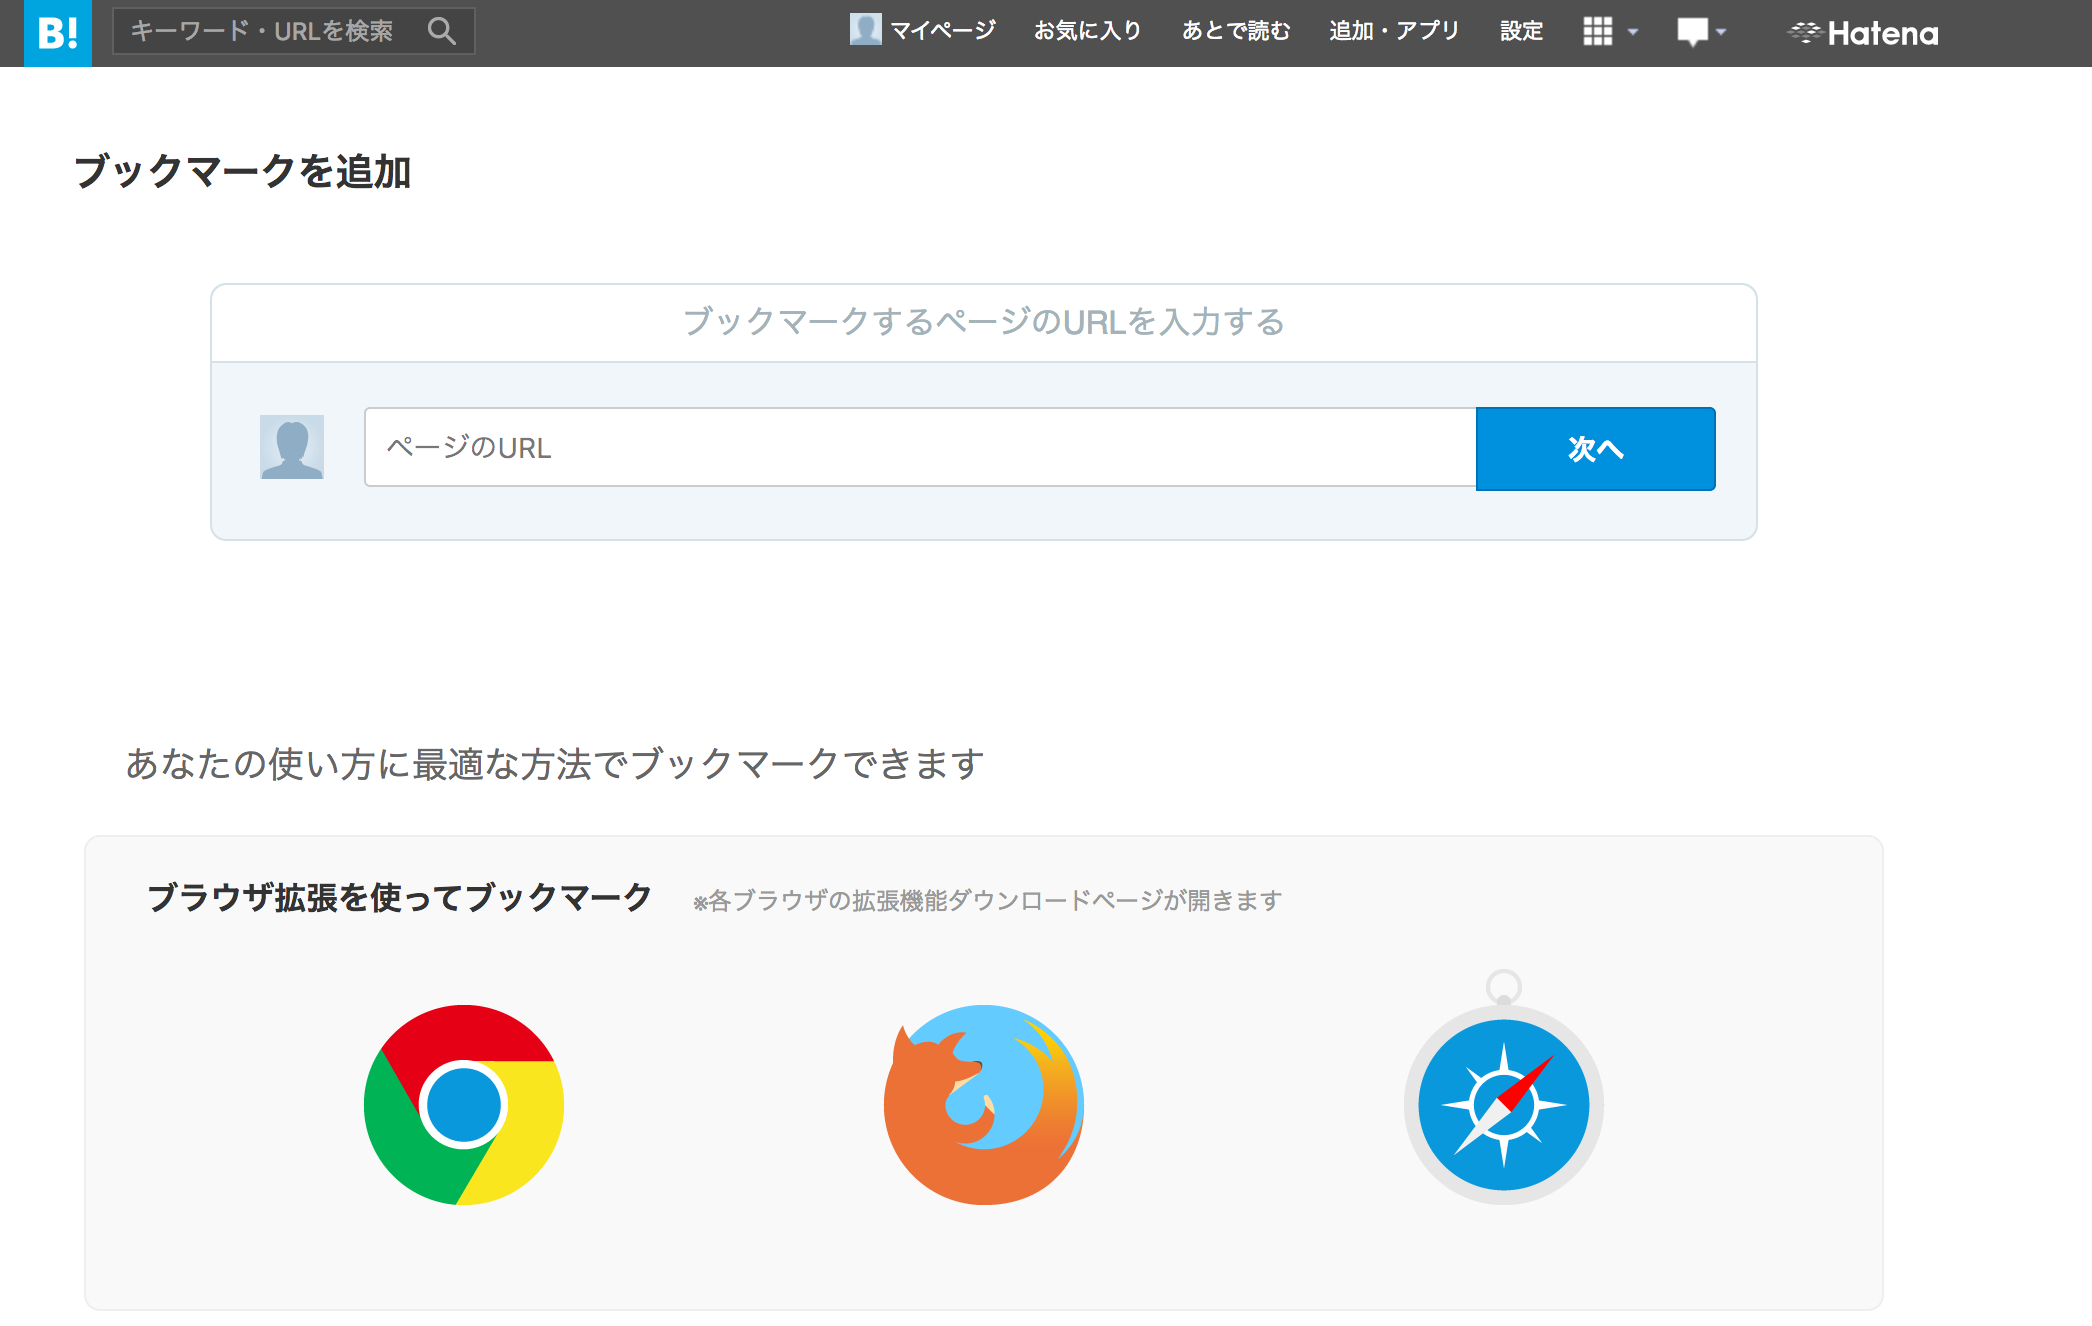 B!
キーワード・URLを検索
マイページ
お気に入り
あとで読む
追加・アプリ
設定
Hatena
ブックマークを追加
ブックマークするページのURLを入力する
ページのURL
次へ
あなたの使い方に最適な方法でブックマークできます
ブラウザ拡張を使ってブックマーク
※各ブラウザの拡張機能ダウンロードページが開きます